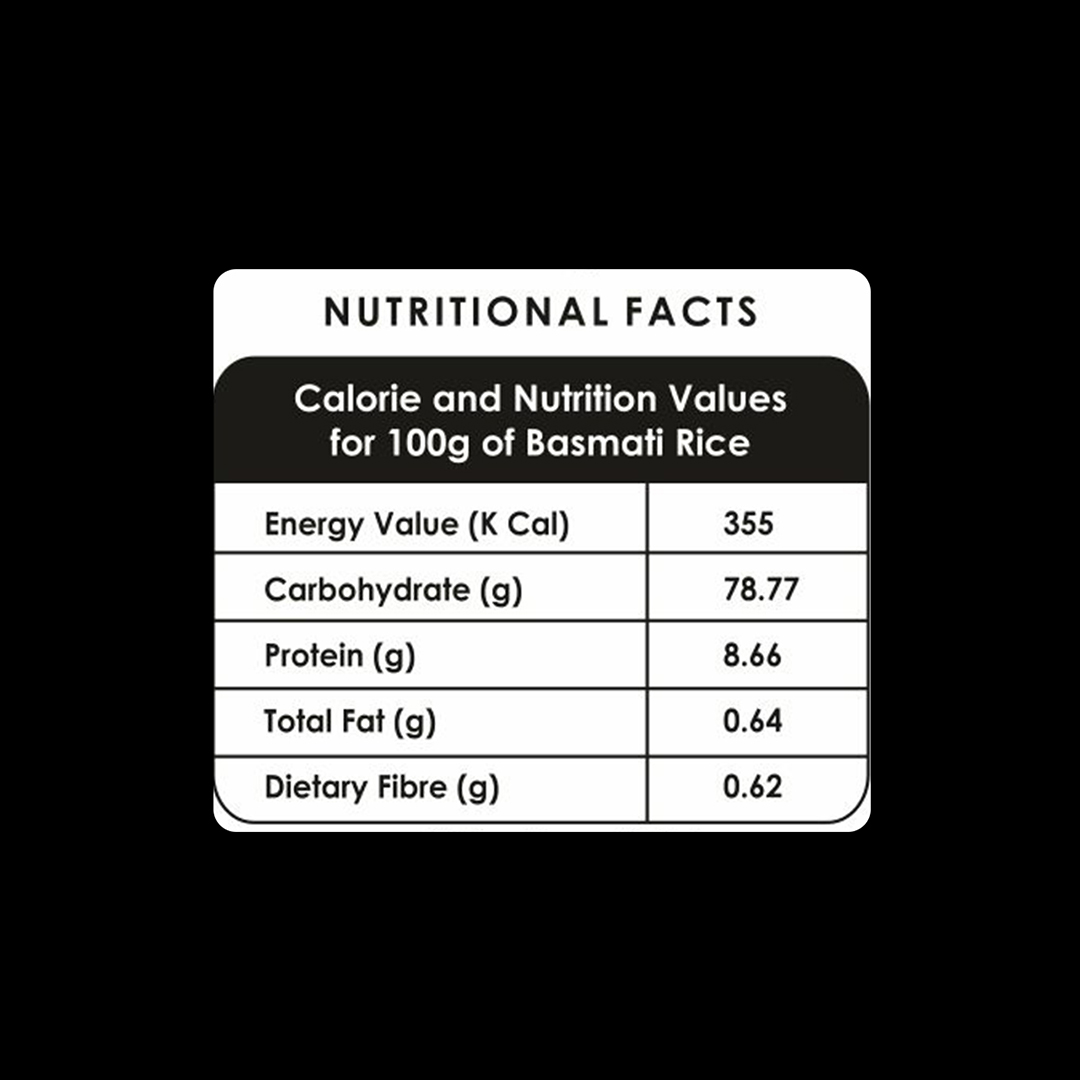 NUTRITIONAL FACTS
Calorie and Nutrition Values
for 100g of Basmati Rice
Energy Value (K Cal) 355
Carbohydrate (g) 78.77
Protein (g) 8.66
Total Fat (g) 0.64
Dietary Fibre (g) 0.62